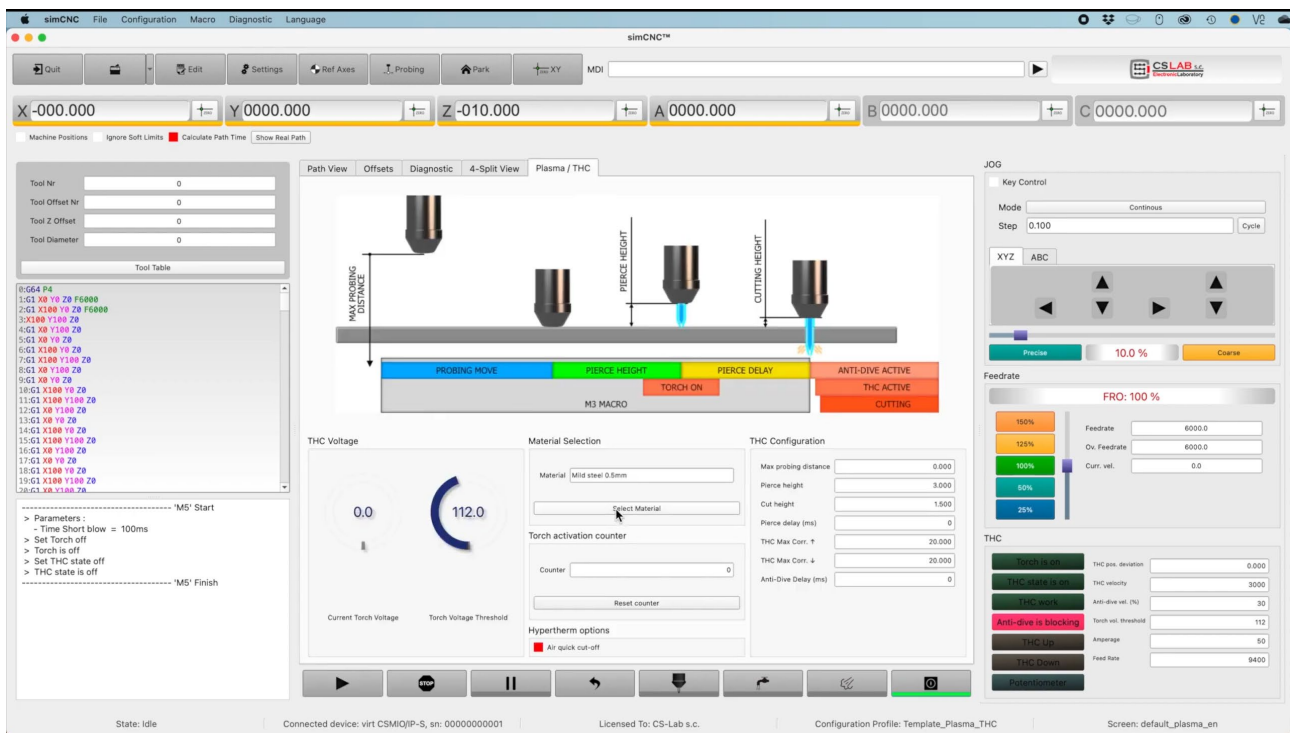 simCNC File Configuration Macro Diagnostic Language
simCNC™
Quit Edit Settings Ref Axes Probing Park XY MDI CSLAB s.c. ElectronicLaboratory
X -000.000 Y 0000.000 Z -010.000 A 0000.000 B 0000.000 C 0000.000
Machine Positions Ignore Soft Limits Calculate Path Time Show Real Path
Tool Nr 0
Tool Offset Nr 0
Tool Z Offset 0
Tool Diameter 0
Tool Table
0:G64 P4
1:G1 X0 Y0 Z0 F6000
2:G1 X100 Y0 Z0 F6000
3:X100 Y100 Z0
4:G1 X0 Y100 Z0
5:G1 X0 Y0 Z0
6:G1 X100 Y0 Z0
7:G1 X100 Y100 Z0
8:G1 X0 Y100 Z0
9:G1 X0 Y0 Z0
10:G1 X100 Y0 Z0
11:G1 X100 Y100 Z0
12:G1 X0 Y100 Z0
13:G1 X0 Y0 Z0
14:G1 X100 Y0 Z0
15:G1 X100 Y100 Z0
16:G1 X0 Y100 Z0
17:G1 X0 Y0 Z0
18:G1 X100 Y0 Z0
19:G1 X100 Y100 Z0
20:G1 X0 Y100 Z0
---------------------------------- 'M5' Start
> Parameters :
- Time Short blow = 100ms
> Set Torch off
> Torch is off
> Set THC state off
> THC state is off
---------------------------------- 'M5' Finish
Path View Offsets Diagnostic 4-Split View Plasma / THC
MAX PROBING DISTANCE
PIERCE HEIGHT
CUTTING HEIGHT
PROBING MOVE PIERCE HEIGHT PIERCE DELAY ANTI-DIVE ACTIVE
TORCH ON THC ACTIVE
M3 MACRO CUTTING
THC Voltage
0.0 112.0
Current Torch Voltage Torch Voltage Threshold
Material Selection
Material Mild steel 0.5mm
Select Material
Torch activation counter
Counter 0
Reset counter
Hypertherm options
Air quick cut-off
THC Configuration
Max probing distance 0.000
Pierce height 3.000
Cut height 1.500
Pierce delay (ms) 0
THC Max Corr. ↑ 20.000
THC Max Corr. ↓ 20.000
Anti-Dive Delay (ms) 0
STOP
JOG
Key Control
Mode Continous
Step 0.100 Cycle
XYZ ABC
Precise 10.0 % Coarse
Feedrate
FRO: 100 %
150%
125%
100%
50%
25%
Feedrate 6000.0
Ov. Feedrate 6000.0
Curr. vel. 0.0
THC
Torch is on
THC state is on
THC work
Anti-dive is blocking
THC Up
THC Down
Potentiometer
THC pos. deviation 0.000
THC velocity 3000
Anti-dive vel. (%) 30
Torch vol. threshold 112
Amperage 50
Feed Rate 9400
State: Idle Connected device: virt CSMIO/IP-S, sn: 00000000001 Licensed To: CS-Lab s.c. Configuration Profile: Template_Plasma_THC Screen: default_plasma_en